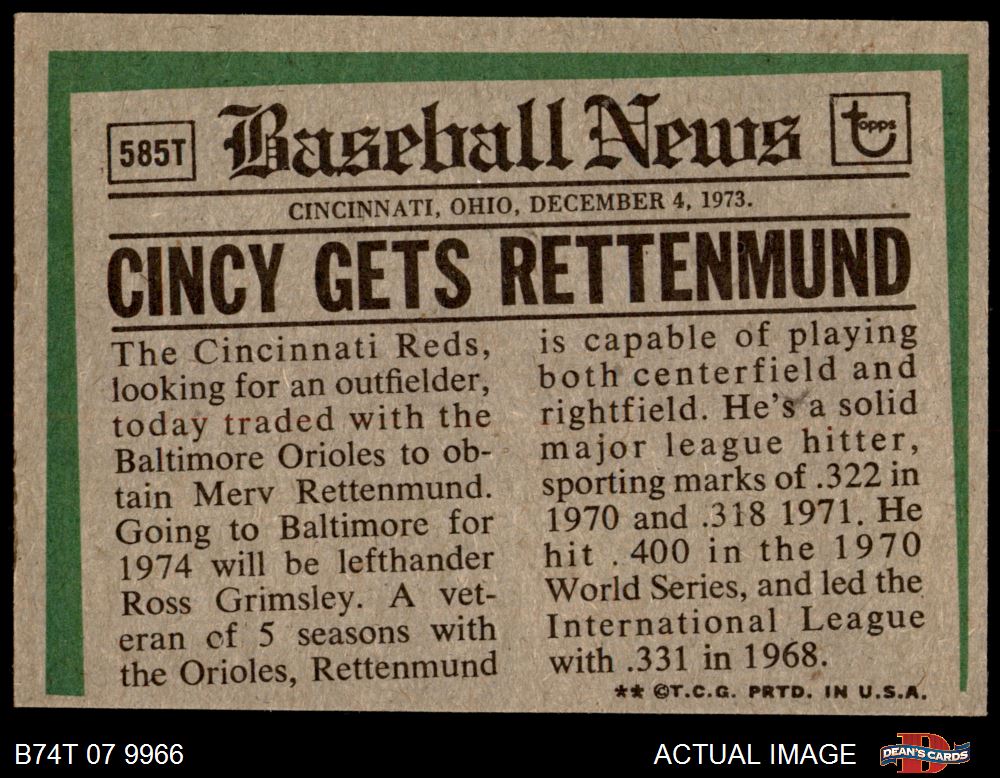 585T
Baseball News
topps
CINCINNATI, OHIO, DECEMBER 4, 1973.
CINCY GETS RETTENMUND
The Cincinnati Reds,
looking for an outfielder,
today traded with the
Baltimore Orioles to ob-
tain Merv Rettenmund.
Going to Baltimore for
1974 will be lefthander
Ross Grimsley. A vet-
eran of 5 seasons with
the Orioles, Rettenmund
is capable of playing
both centerfield and
rightfield. He's a solid
major league hitter,
sporting marks of .322 in
1970 and .318 1971. He
hit .400 in the 1970
World Series, and led the
International League
with .331 in 1968.
** ©T.C.G. PRTD. IN U.S.A.
B74T 07 9966
ACTUAL IMAGE
DEAN'S CARDS